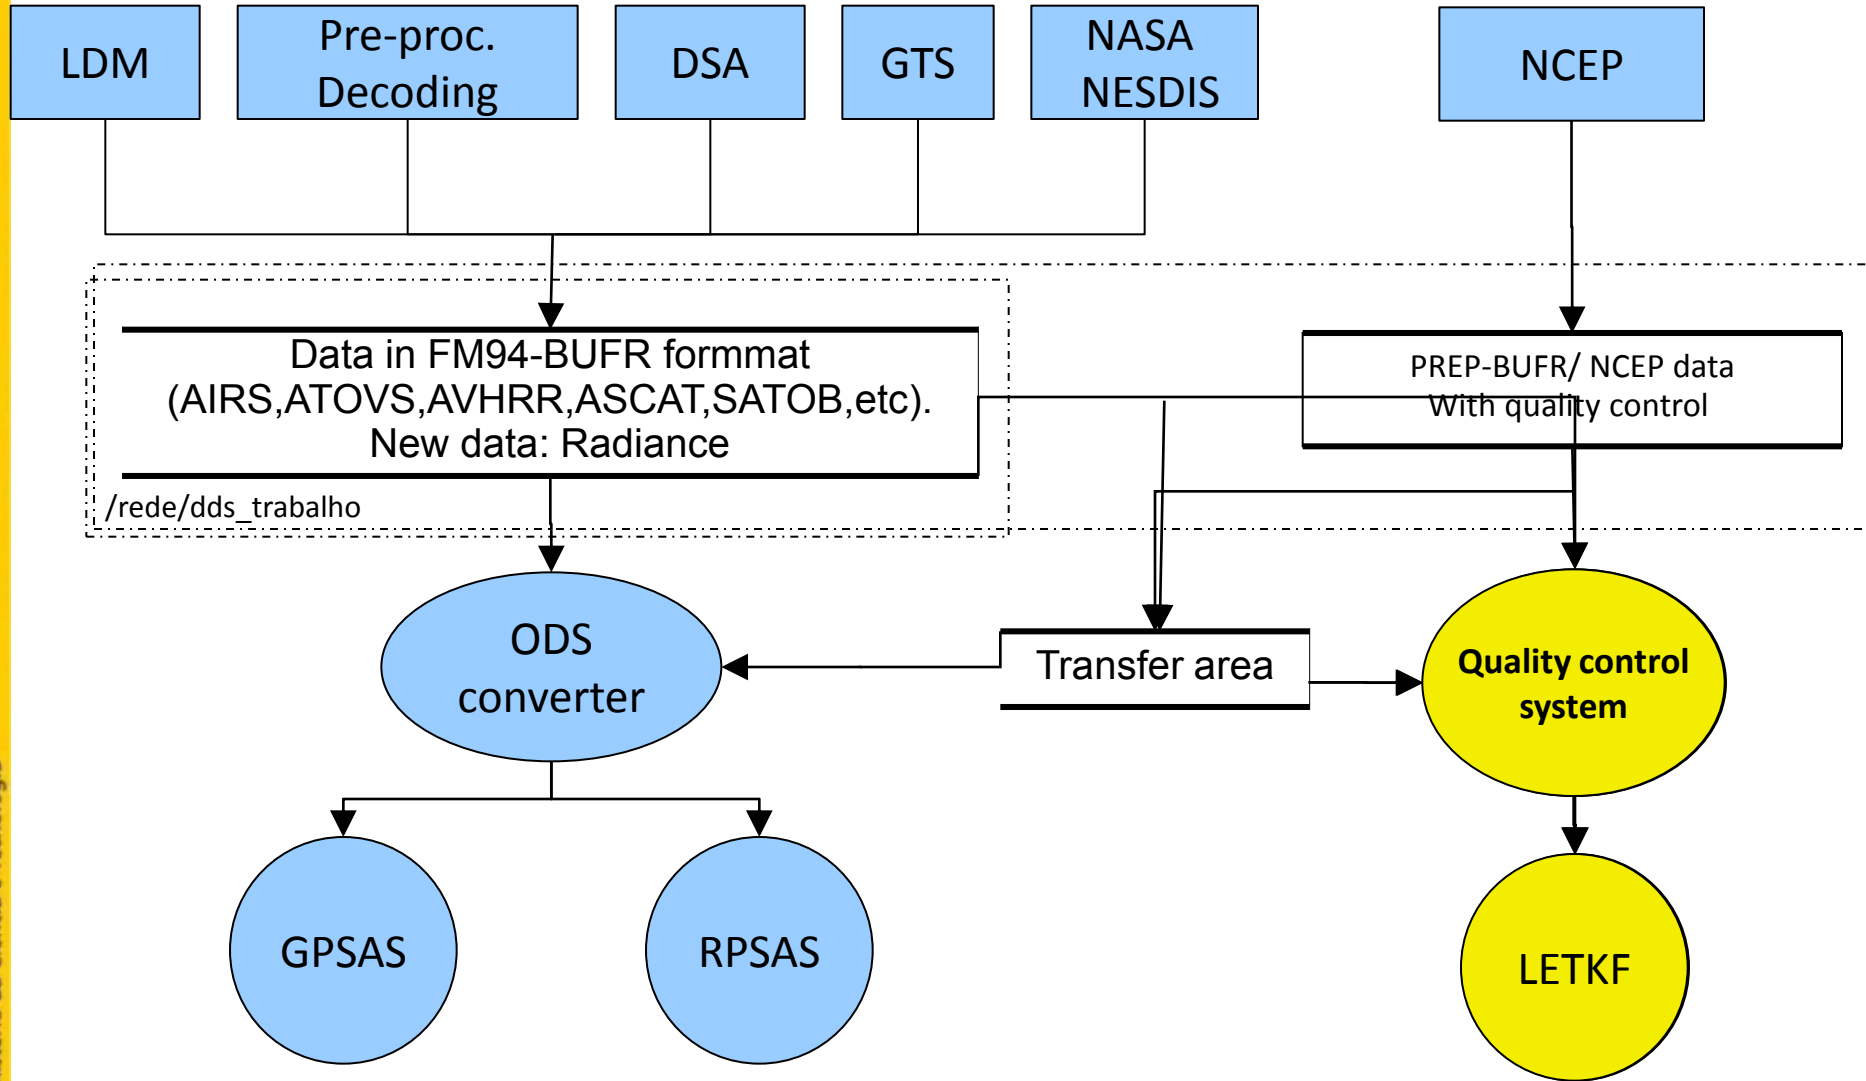 LDM
Pre-proc.
Decoding
DSA
GTS
NASA
NESDIS
NCEP
Data in FM94-BUFR formmat
(AIRS,ATOVS,AVHRR,ASCAT,SATOB,etc).
New data: Radiance
PREP-BUFR/ NCEP data
With quality control
/rede/dds_trabalho
ODS
converter
Transfer area
Quality control
system
GPSAS
RPSAS
LETKF